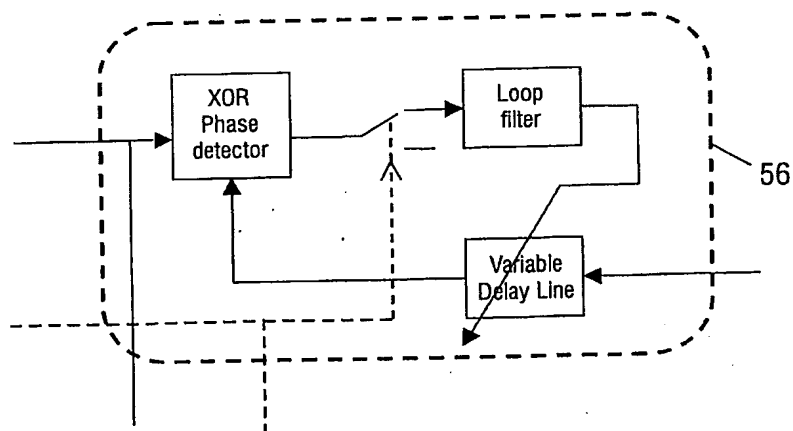 XOR
Phase
detector
Loop
filter
56
Variable
Delay Line